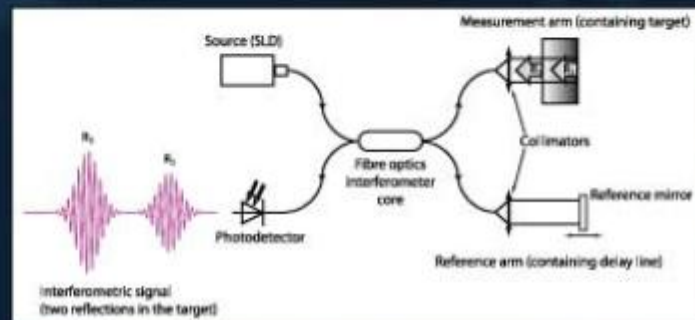 Measurement arm (containing target)
Source (SLD)
Collimators
Fibre optics
interferometer
core
Reference mirror
Photodetector
Reference arm (containing delay line)
Interferometric signal
(two reflections in the target)